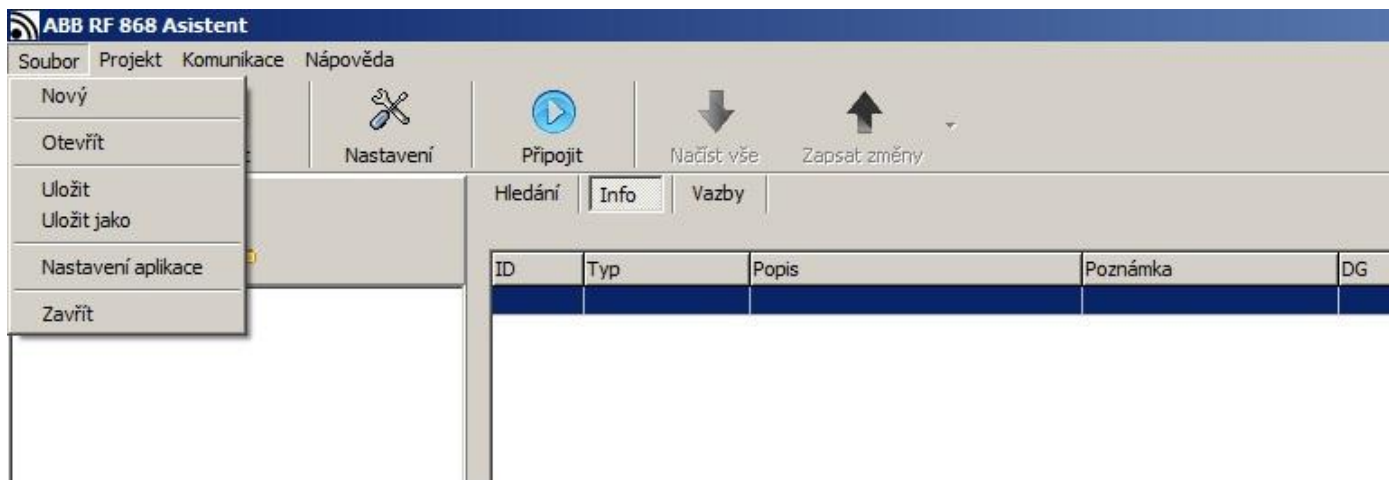 ABB RF 868 Asistent
Soubor Projekt Komunikace Nápověda
Nový
Otevřít
Uložit
Uložit jako
Nastavení aplikace
Zavřít
Nastavení
Připojit
Načíst vše
Zapsat změny
Hledání Info Vazby
ID Typ Popis Poznámka DG